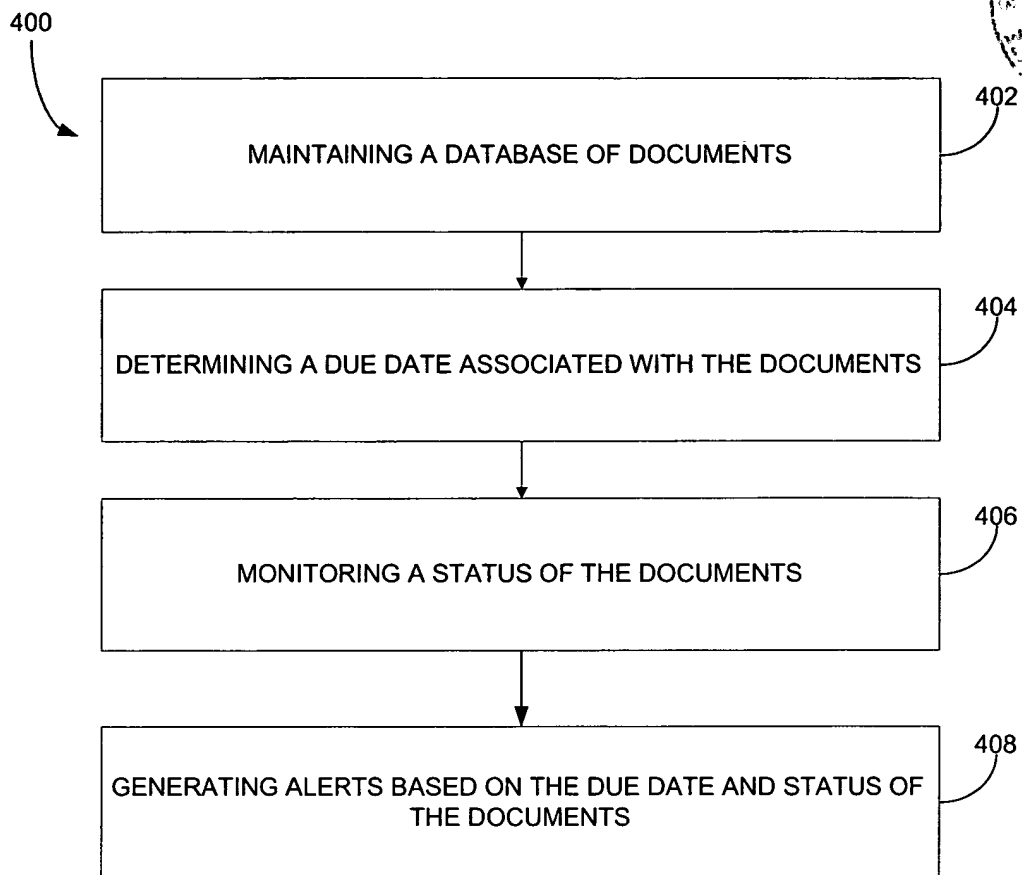 400
402
MAINTAINING A DATABASE OF DOCUMENTS
404
DETERMINING A DUE DATE ASSOCIATED WITH THE DOCUMENTS
406
MONITORING A STATUS OF THE DOCUMENTS
408
GENERATING ALERTS BASED ON THE DUE DATE AND STATUS OF
THE DOCUMENTS